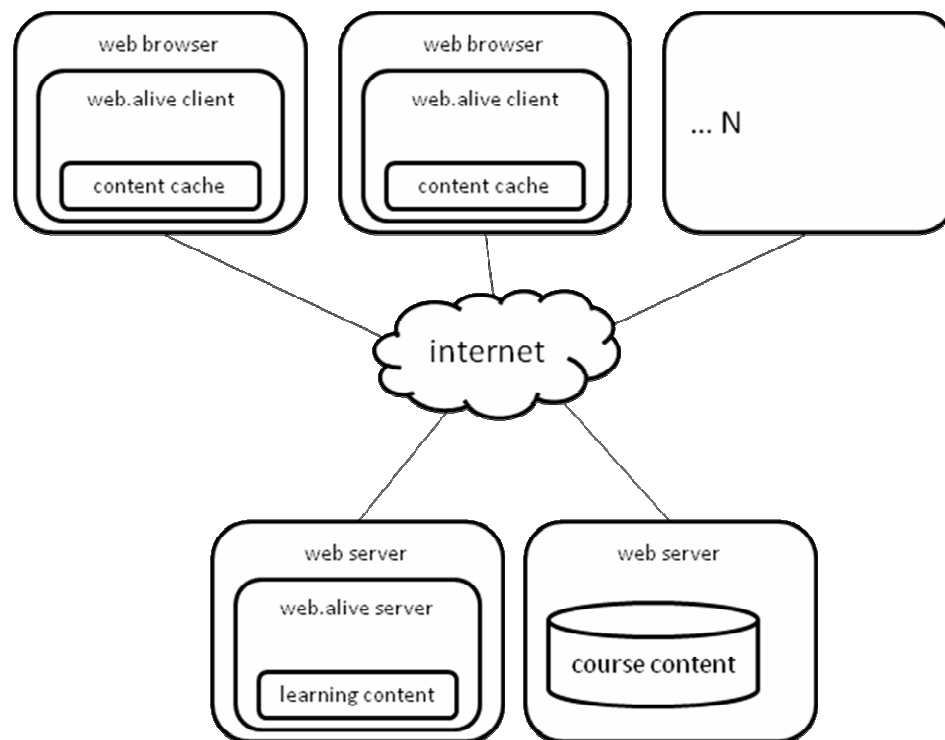 web browser
web.alive client
content cache
web browser
web.alive client
content cache
... N
internet
web server
web.alive server
learning content
web server
course content